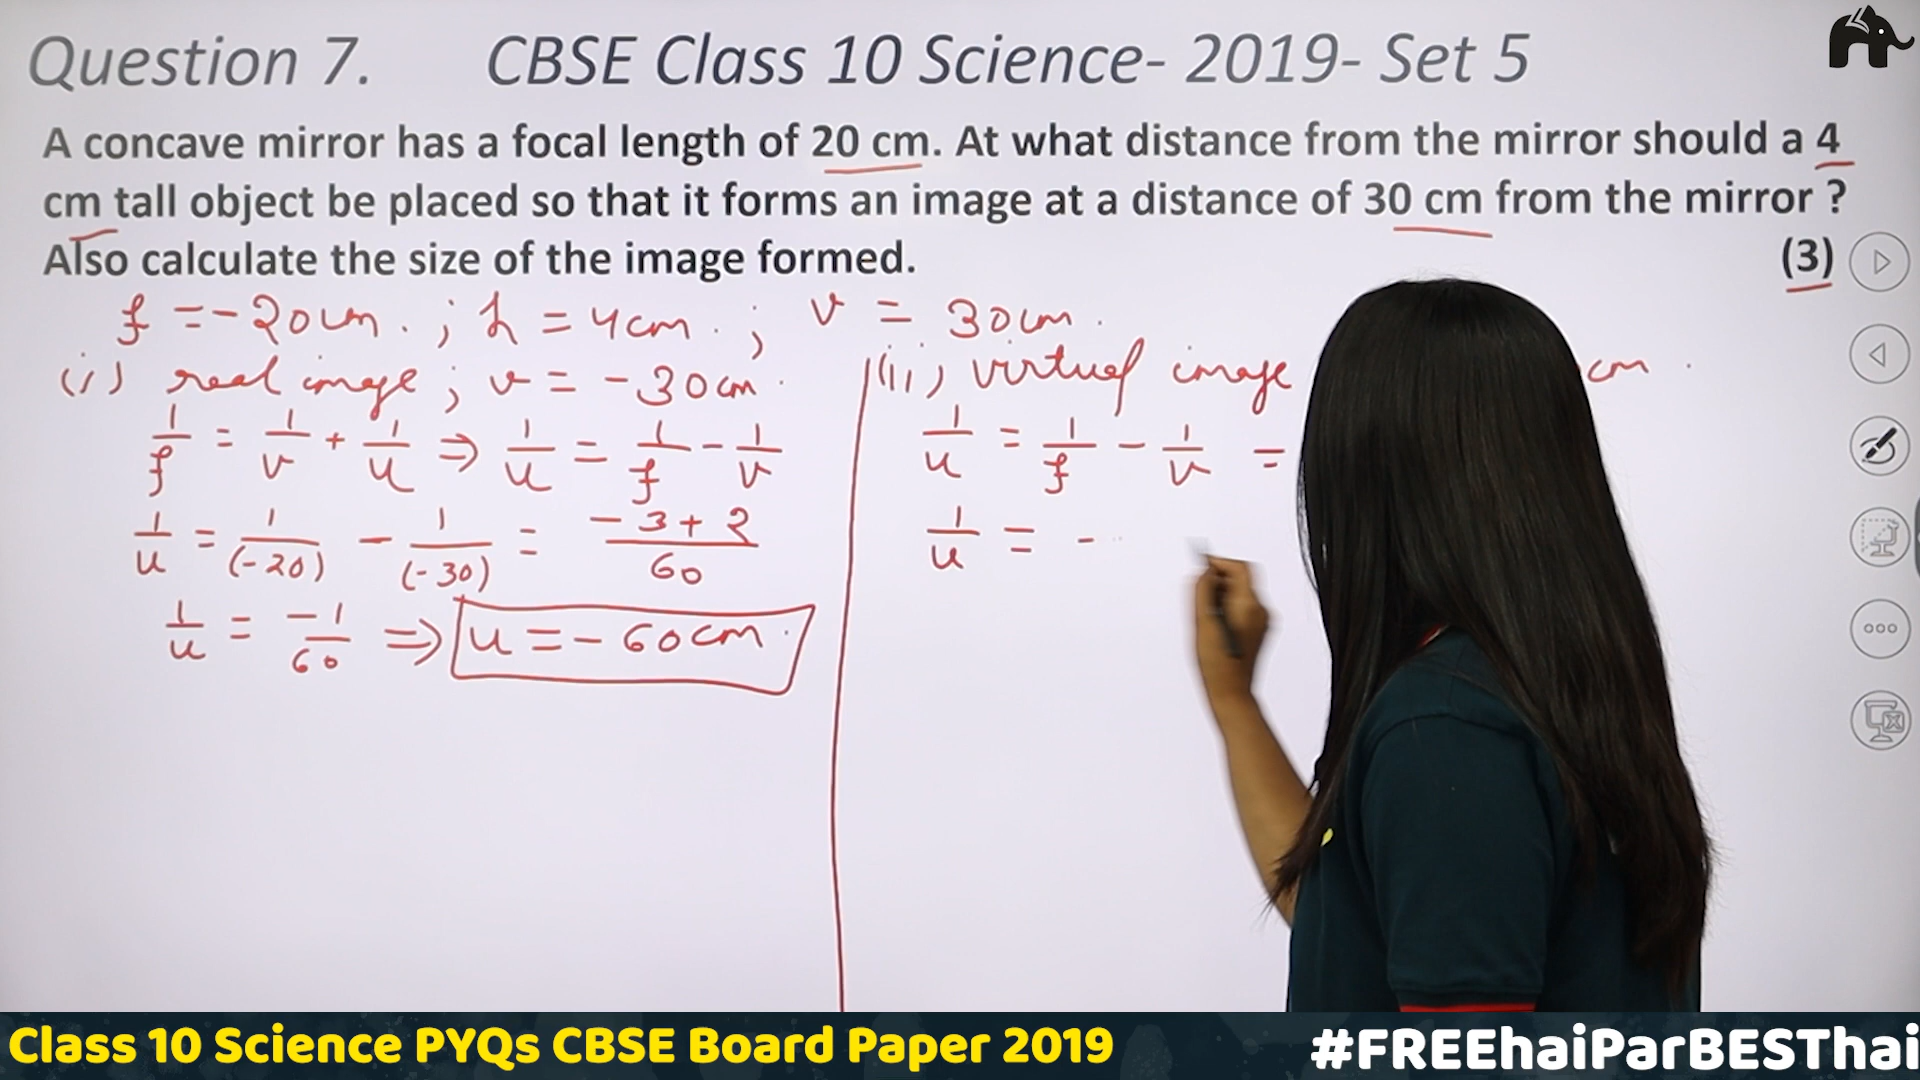 Question 7. CBSE Class 10 Science- 2019- Set 5
A concave mirror has a focal length of 20 cm. At what distance from the mirror should a 4
cm tall object be placed so that it forms an image at a distance of 30 cm from the mirror ?
Also calculate the size of the image formed. (3)
f = -20cm. ; h = 4cm. ; v = 30cm.
(i) real image ; v = -30cm.
1/f = 1/v + 1/u ⇒ 1/u = 1/f - 1/v
1/u = 1/(-20) - 1/(-30) = -3+2/60
1/u = -1/60 ⇒ u = -60cm.
(ii) virtual image cm.
1/u = 1/f - 1/v =
1/u = -
Class 10 Science PYQs CBSE Board Paper 2019
#FREEhaiParBESThai